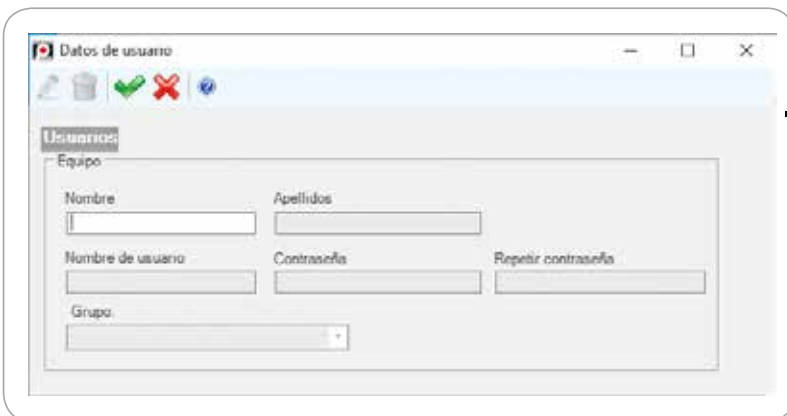 Datos de usuario
Usuarios
Equipo
Nombre Apellidos
Nombre de usuario Contraseña Repetir contraseña
Grupo: